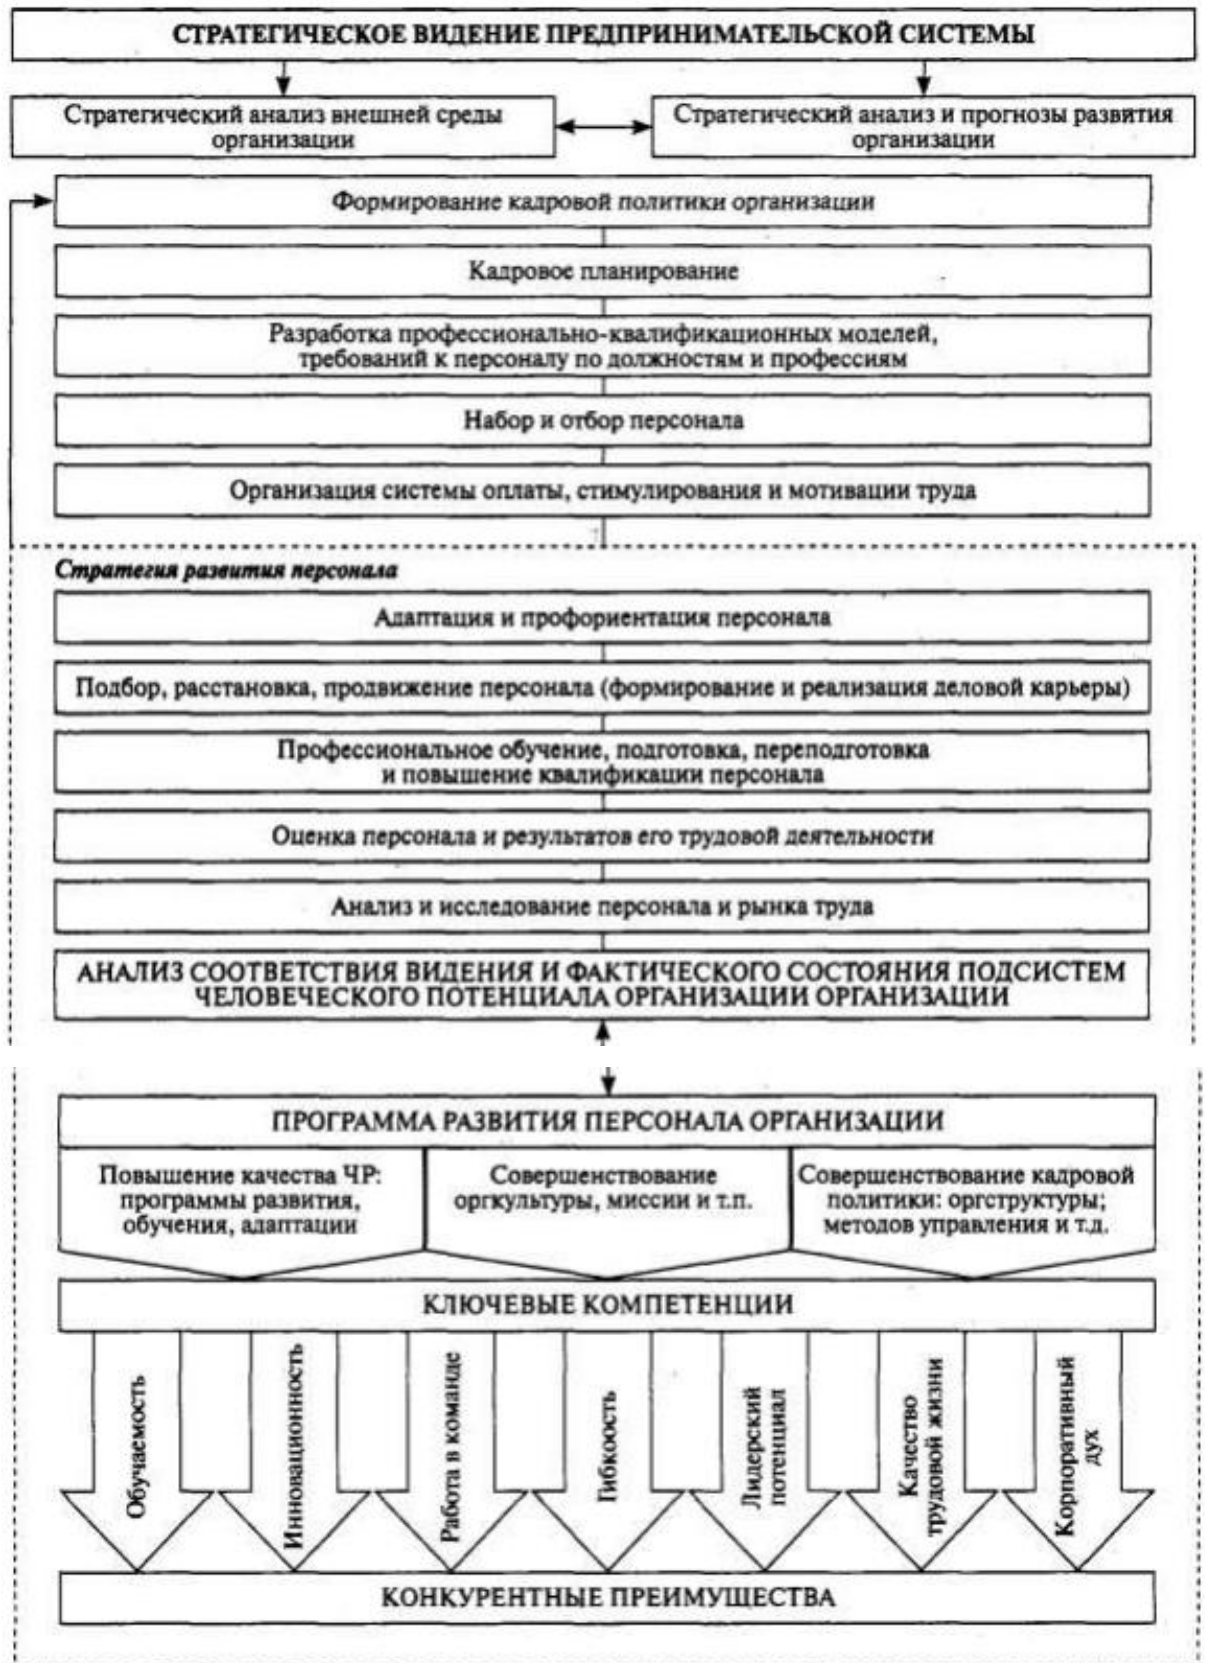 СТРАТЕГИЧЕСКОЕ ВИДЕНИЕ ПРЕДПРИНИМАТЕЛЬСКОЙ СИСТЕМЫ
Стратегический анализ внешней среды
организации
Стратегический анализ и прогнозы развития
организации
Формирование кадровой политики организации
Кадровое планирование
Разработка профессионально-квалификационных моделей,
требований к персоналу по должностям и профессиям
Набор и отбор персонала
Организация системы оплаты, стимулирования и мотивации труда
Стратегия развития персонала
Адаптация и профориентация персонала
Подбор, расстановка, продвижение персонала (формирование и реализация деловой карьеры)
Профессиональное обучение, подготовка, переподготовка
и повышение квалификации персонала
Оценка персонала и результатов его трудовой деятельности
Анализ и исследование персонала и рынка труда
АНАЛИЗ СООТВЕТСТВИЯ ВИДЕНИЯ И ФАКТИЧЕСКОГО СОСТОЯНИЯ ПОДСИСТЕМ
ЧЕЛОВЕЧЕСКОГО ПОТЕНЦИАЛА ОРГАНИЗАЦИИ ОРГАНИЗАЦИИ
ПРОГРАММА РАЗВИТИЯ ПЕРСОНАЛА ОРГАНИЗАЦИИ
Повышение качества ЧР:
программы развития,
обучения, адаптации
Совершенствование
оргкультуры, миссии и т.п.
Совершенствование кадровой
политики: оргструктуры;
методов управления и т.д.
КЛЮЧЕВЫЕ КОМПЕТЕНЦИИ
Обучаемость
Инновационность
Работа в команде
Гибкоость
Лидерский
потенциал
Качество
трудовой жизни
Корпоративный
дух
КОНКУРЕНТНЫЕ ПРЕИМУЩЕСТВА